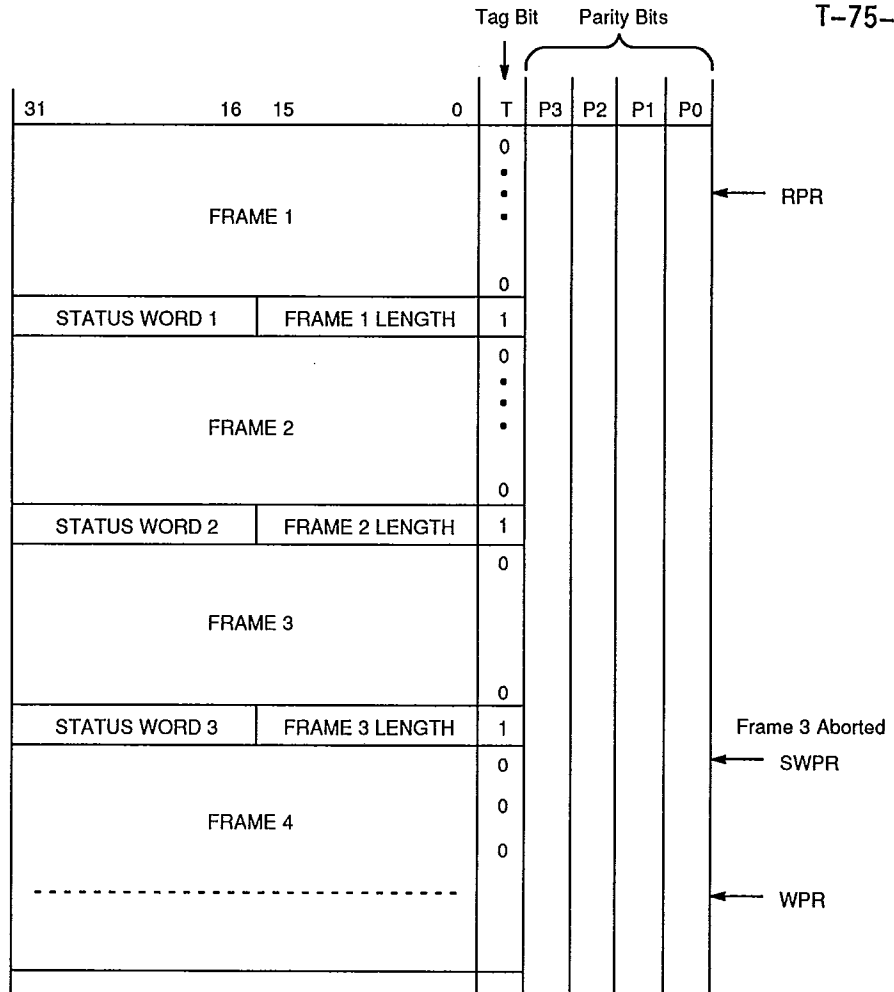 Tag Bit Parity Bits T-75-
31 16 15 0 T P3 P2 P1 P0
0
RPR
FRAME 1
0
STATUS WORD 1 FRAME 1 LENGTH 1
0
FRAME 2
0
STATUS WORD 2 FRAME 2 LENGTH 1
0
FRAME 3
0
STATUS WORD 3 FRAME 3 LENGTH 1 Frame 3 Aborted
0 SWPR
0
FRAME 4
0
WPR